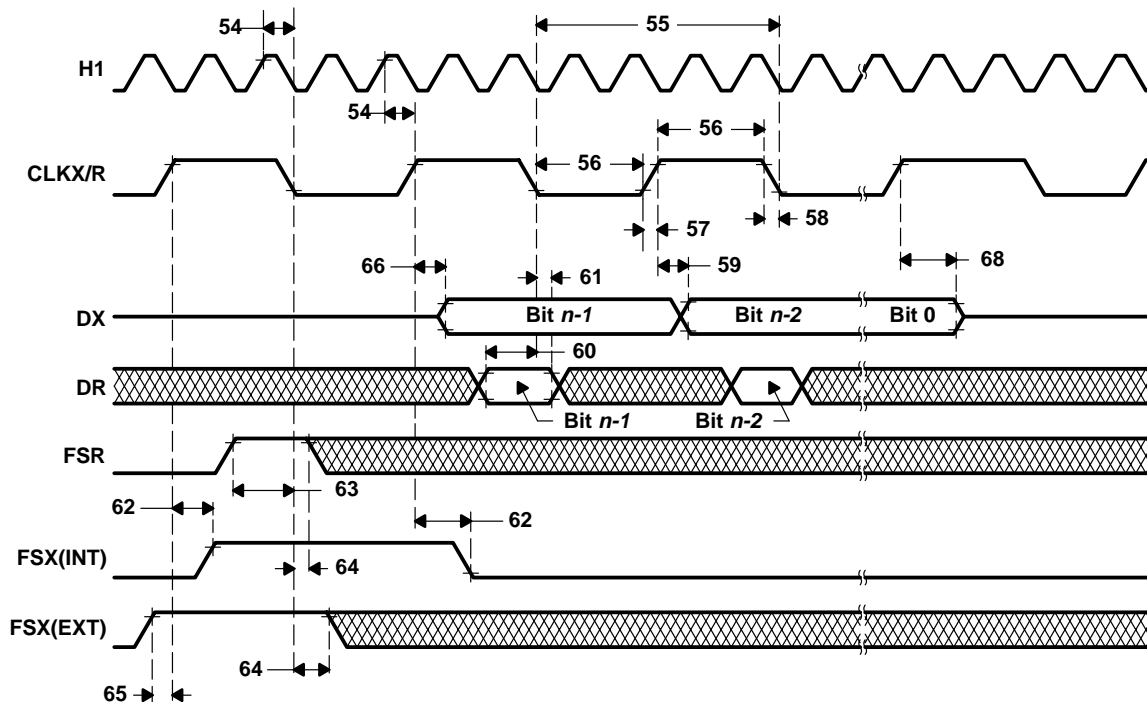 54
55
H1
54
56
56
CLKX/R
57
58
66
61
59
68
DX
Bit n-1
Bit n-2
Bit 0
60
DR
Bit n-1
Bit n-2
FSR
63
62
62
FSX(INT)
64
FSX(EXT)
64
65